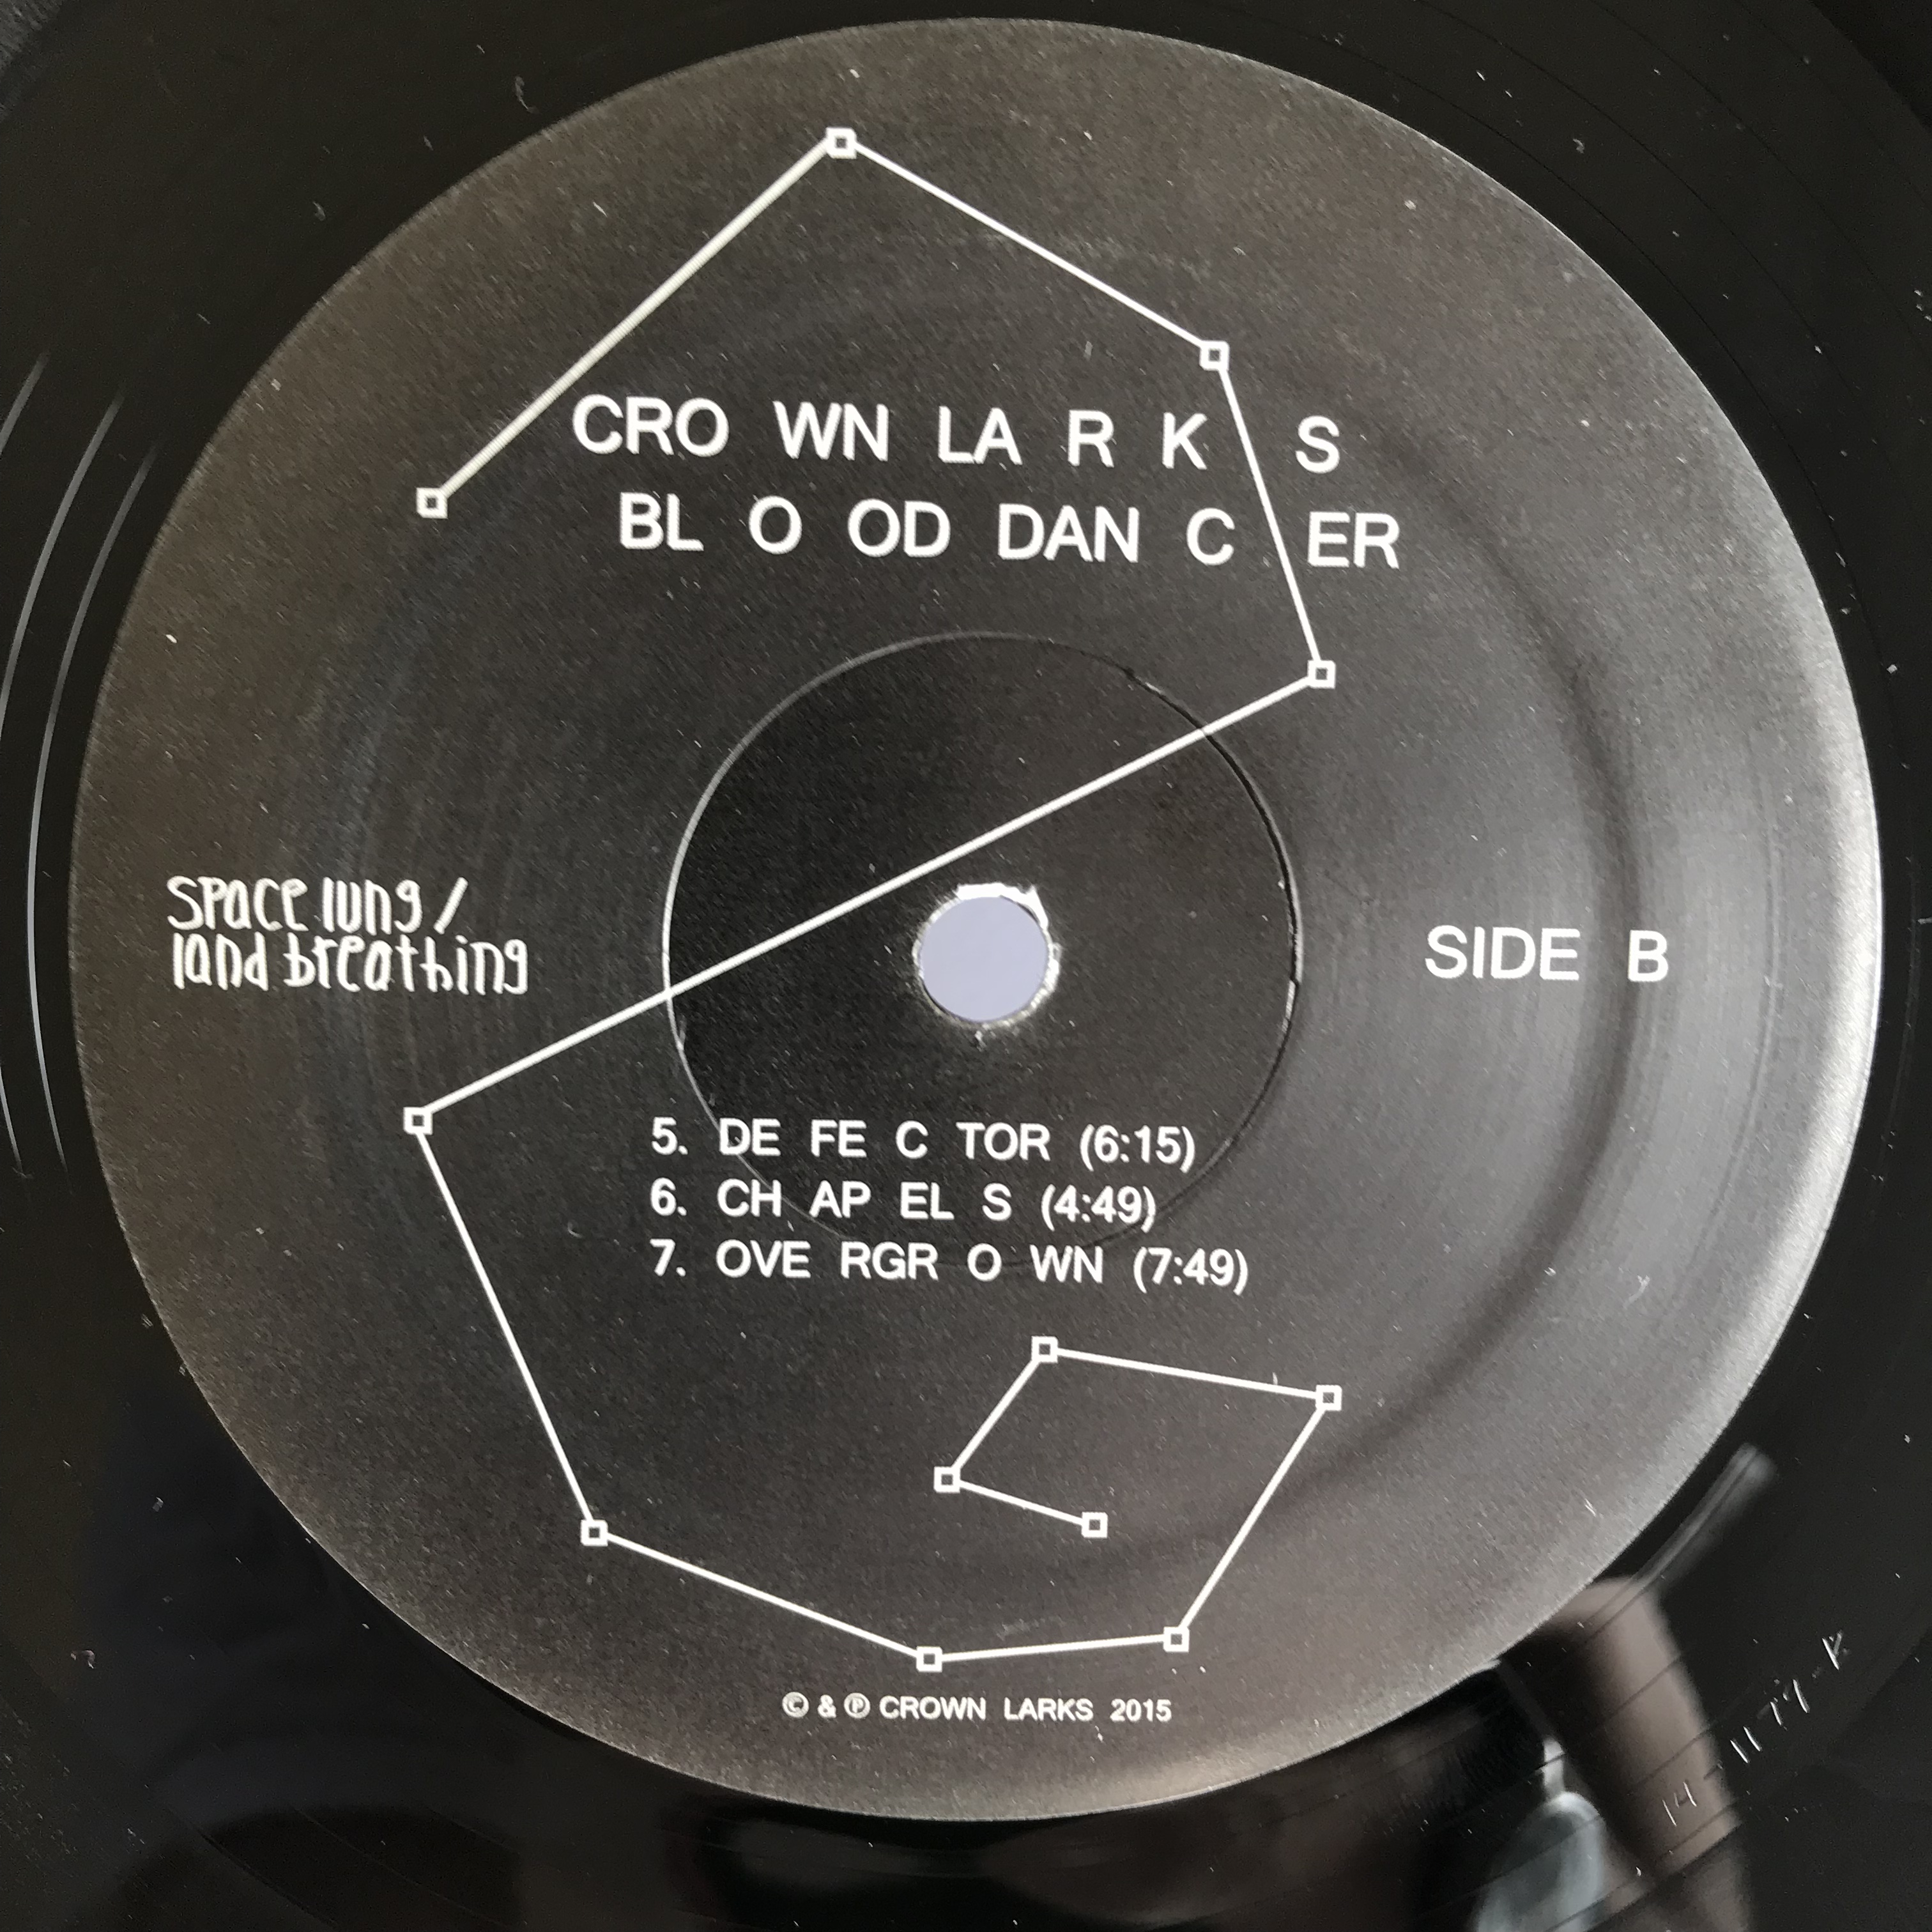 CRO WN LA R K S
BL O OD DAN C ER
space lung /
land breathing
SIDE B
5. DE FE C TOR (6:15)
6. CH AP EL S (4:49)
7. OVE RGR O WN (7:49)
© & ℗ CROWN LARKS 2015